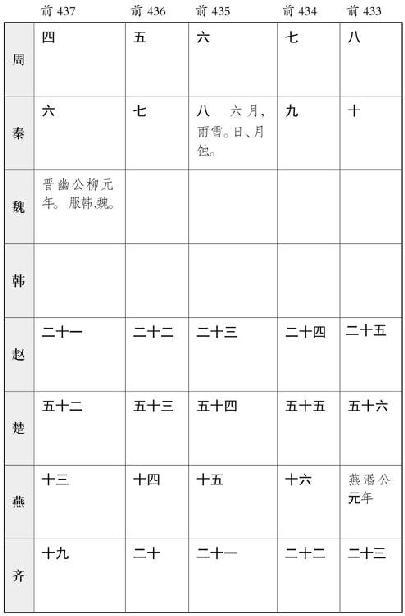 前 437 前 436 前 435 前 434 前 433
周 四 五 六 七 八
秦 六 七 八 六月， 九 十
雨雪。日、月
蚀。
魏 晋幽公柳元
年。服韩、魏。
韩
赵 二十一 二十二 二十三 二十四 二十五
楚 五十二 五十三 五十四 五十五 五十六
燕 十三 十四 十五 十六 燕湣公
元年
齐 十九 二十 二十一 二十二 二十三